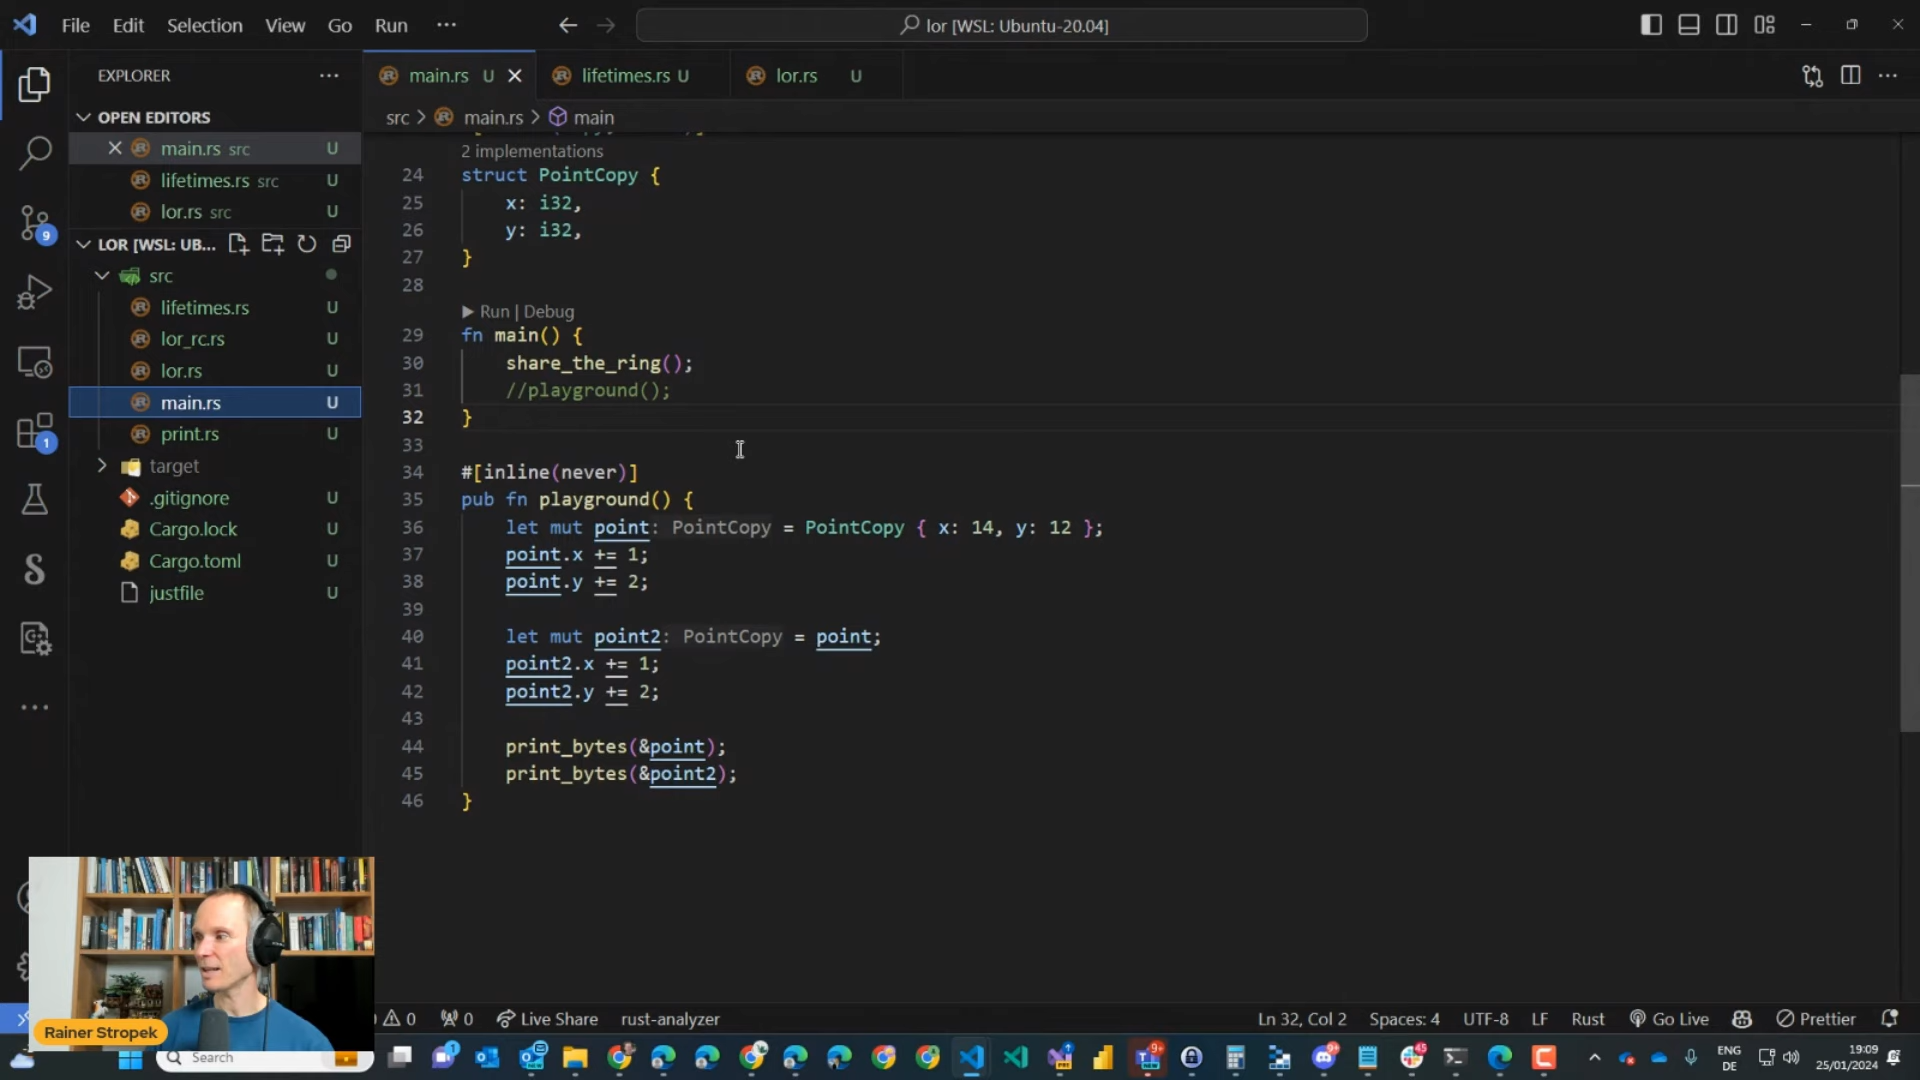 File Edit Selection View Go Run ···
lor [WSL: Ubuntu-20.04]
EXPLORER
OPEN EDITORS
main.rs src U
lifetimes.rs src U
lor.rs src U
LOR [WSL: UB...
src
lifetimes.rs U
lor_rc.rs U
lor.rs U
main.rs U
print.rs U
target
.gitignore U
Cargo.lock U
Cargo.toml U
justfile U
9
1
main.rs U
lifetimes.rs U
lor.rs U
src > main.rs > main
2 implementations
24 struct PointCopy {
25 x: i32,
26 y: i32,
27 }
28
Run | Debug
29 fn main() {
30 share_the_ring();
31 //playground();
32 }
33
34 #[inline(never)]
35 pub fn playground() {
36 let mut point: PointCopy = PointCopy { x: 14, y: 12 };
37 point.x += 1;
38 point.y += 2;
39
40 let mut point2: PointCopy = point;
41 point2.x += 1;
42 point2.y += 2;
43
44 print_bytes(&point);
45 print_bytes(&point2);
46 }
Rainer Stropek
0 0 Live Share rust-analyzer
Ln 32, Col 2 Spaces: 4 UTF-8 LF Rust Go Live Prettier
Search
ENG
DE
19:09
25/01/2024